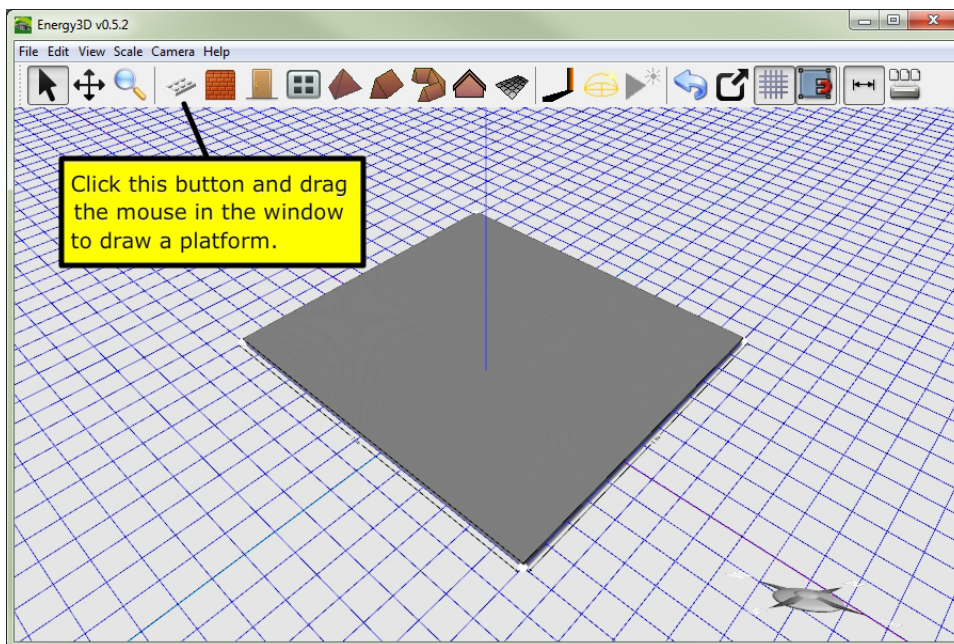 Energy3D v0.5.2
File Edit View Scale Camera Help
Click this button and drag
the mouse in the window
to draw a platform.